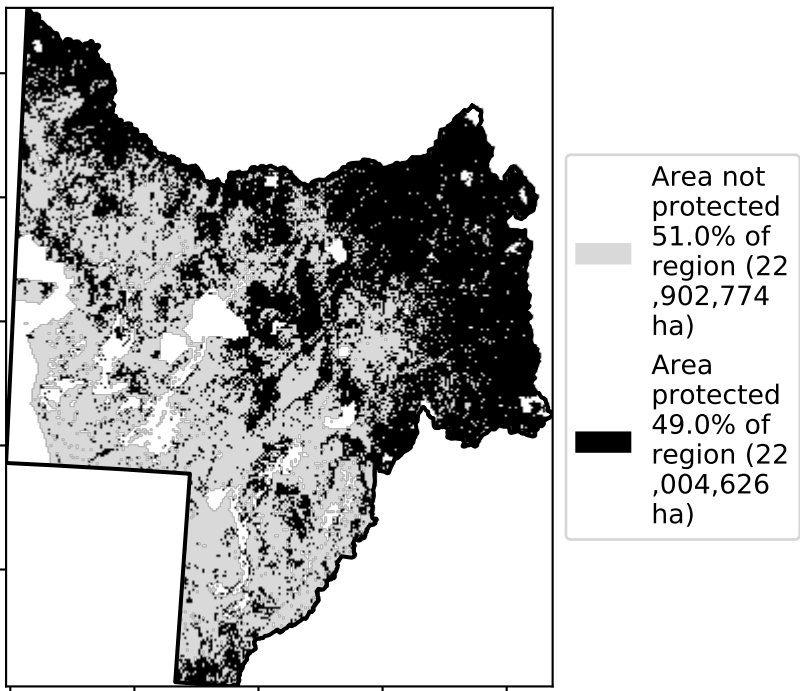 Area not
protected
51.0% of
region (22
,902,774
ha)
Area
protected
49.0% of
region (22
,004,626
ha)